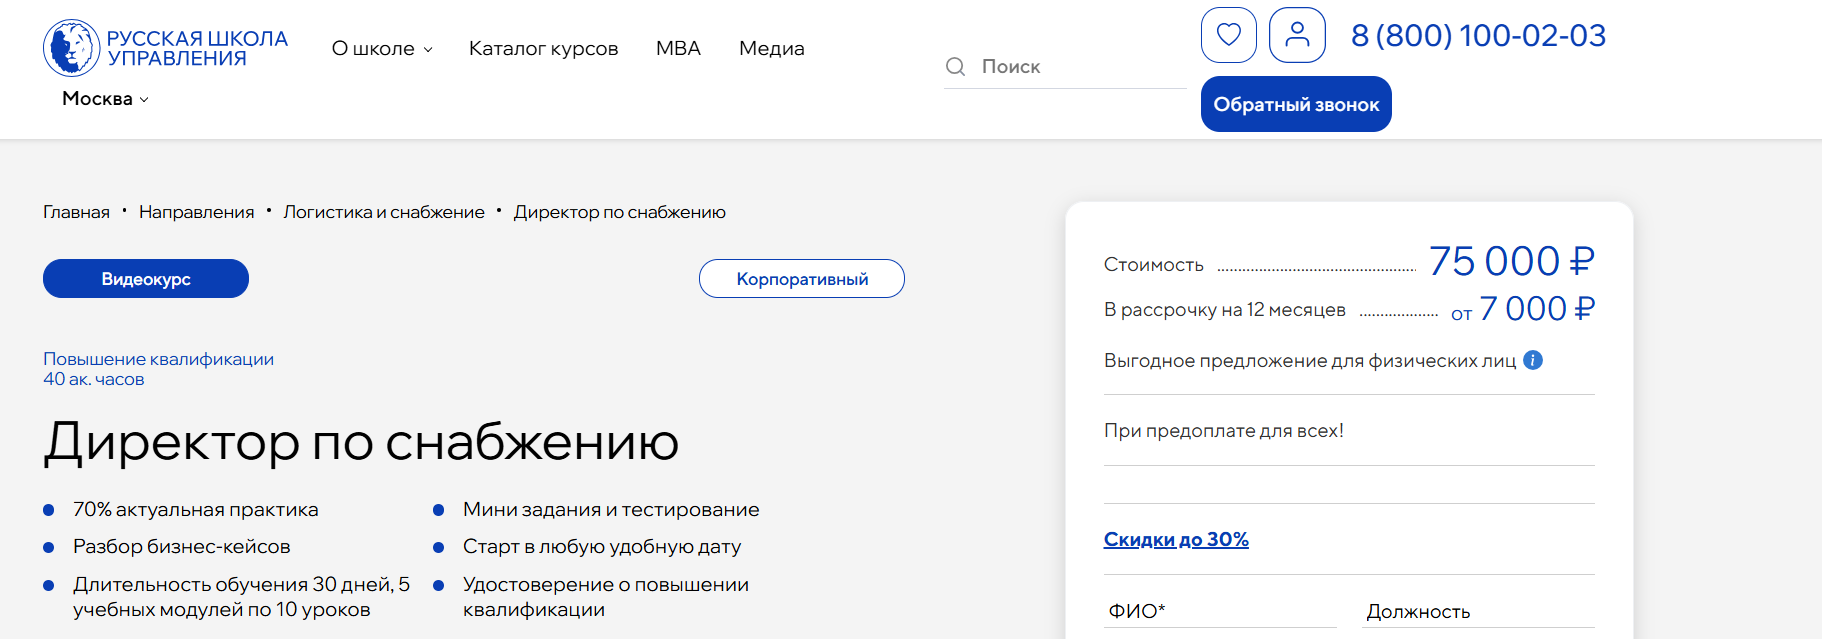 РУССКАЯ ШКОЛА
УПРАВЛЕНИЯ
О школе
Каталог курсов
MBA
Медиа
Поиск
8 (800) 100-02-03
Москва
Обратный звонок
Главная • Направления • Логистика и снабжение • Директор по снабжению
Видеокурс
Корпоративный
Повышение квалификации
40 ак. часов
Директор по снабжению
70% актуальная практика
Разбор бизнес-кейсов
Длительность обучения 30 дней, 5
учебных модулей по 10 уроков
Мини задания и тестирование
Старт в любую удобную дату
Удостоверение о повышении
квалификации
Стоимость 75 000 ₽
В рассрочку на 12 месяцев от 7 000 ₽
Выгодное предложение для физических лиц i
При предоплате для всех!
Скидки до 30%
ФИО*
Должность